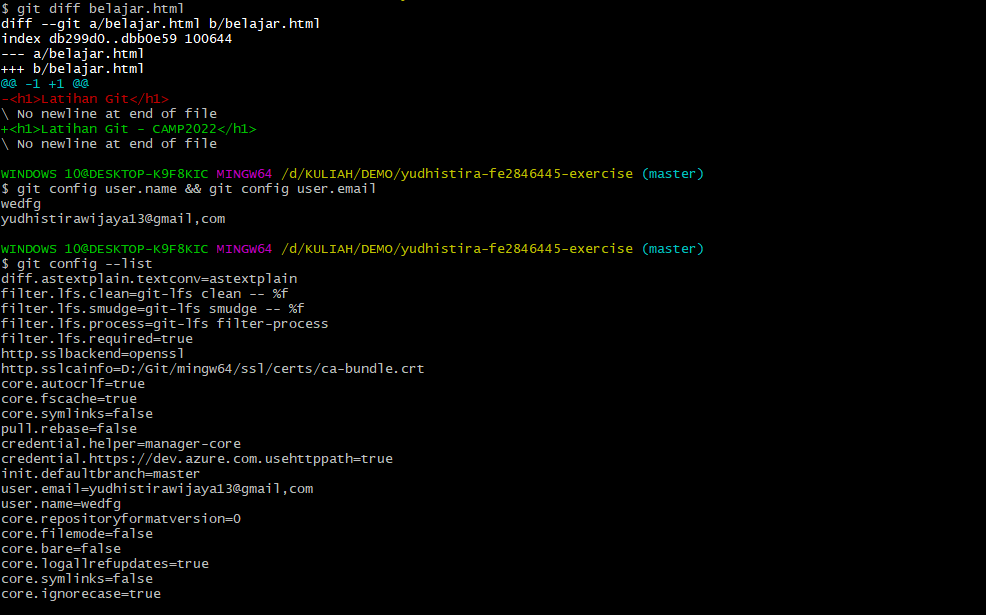 $ git diff belajar.html
diff --git a/belajar.html b/belajar.html
index db299d0..dbb0e59 100644
--- a/belajar.html
+++ b/belajar.html
@@ -1 +1 @@
-<h1>Latihan Git</h1>
\ No newline at end of file
+<h1>Latihan Git - CAMP2022</h1>
\ No newline at end of file
WINDOWS 10@DESKTOP-K9F8KIC MINGW64 /d/KULIAH/DEMO/yudhistira-fe2846445-exercise (master)
$ git config user.name && git config user.email
wedfg
yudhistirawijaya13@gmail,com
WINDOWS 10@DESKTOP-K9F8KIC MINGW64 /d/KULIAH/DEMO/yudhistira-fe2846445-exercise (master)
$ git config --list
diff.astextplain.textconv=astextplain
filter.lfs.clean=git-lfs clean -- %f
filter.lfs.smudge=git-lfs smudge -- %f
filter.lfs.process=git-lfs filter-process
filter.lfs.required=true
http.sslbackend=openssl
http.sslcainfo=D:/Git/mingw64/ssl/certs/ca-bundle.crt
core.autocrlf=true
core.fscache=true
core.symlinks=false
pull.rebase=false
credential.helper=manager-core
credential.https://dev.azure.com.usehttppath=true
init.defaultbranch=master
user.email=yudhistirawijaya13@gmail,com
user.name=wedfg
core.repositoryformatversion=0
core.filemode=false
core.bare=false
core.logallrefupdates=true
core.symlinks=false
core.ignorecase=true